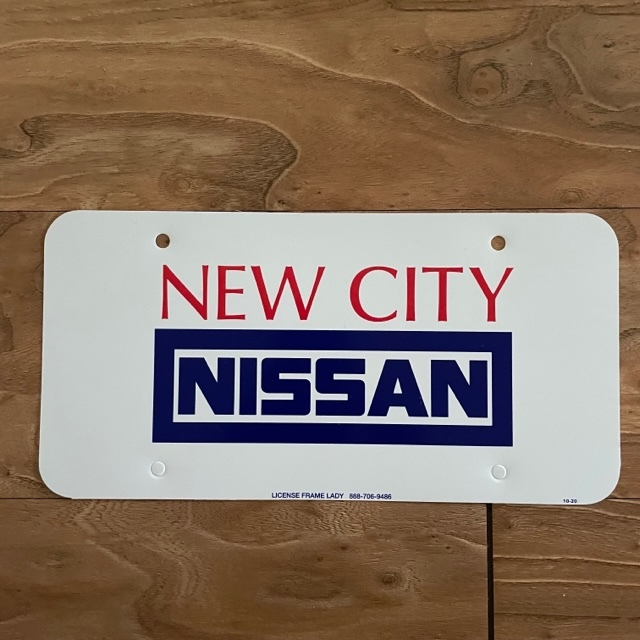 NEW CITY
NISSAN
LICENSE FRAME LADY 888-706-9486
10-20